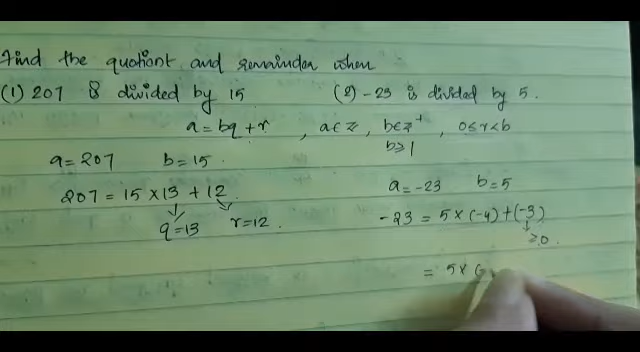 Find the quotient and remainder when
(1) 207 is divided by 15 (2) -23 is divided by 5.
a = bq + r , a ∈ Z, b ∈ Z⁺, 0 ≤ r < b
b ≥ 1
a = 207 b = 15.
207 = 15 × 13 + 12
q = 13 r = 12.
a = -23 b = 5
-23 = 5 × (-4) + (-3)
≥ 0.
= 5 × (